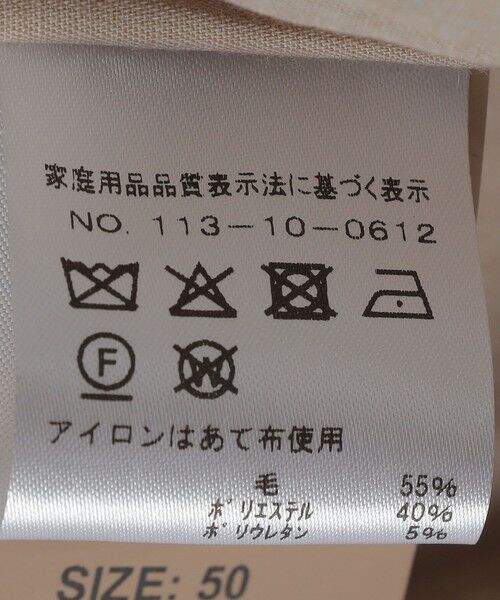 家庭用品品質表示法に基づく表示
NO. 113-10-0612
F W
アイロンはあて布使用
毛 55%
ポリエステル 40%
ポリウレタン 5%
SIZE: 50